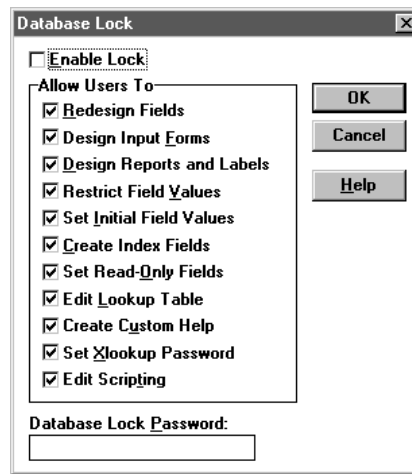 Database Lock
Enable Lock
Allow Users To
Redesign Fields
Design Input Forms
Design Reports and Labels
Restrict Field Values
Set Initial Field Values
Create Index Fields
Set Read-Only Fields
Edit Lookup Table
Create Custom Help
Set Xlookup Password
Edit Scripting
OK
Cancel
Help
Database Lock Password: